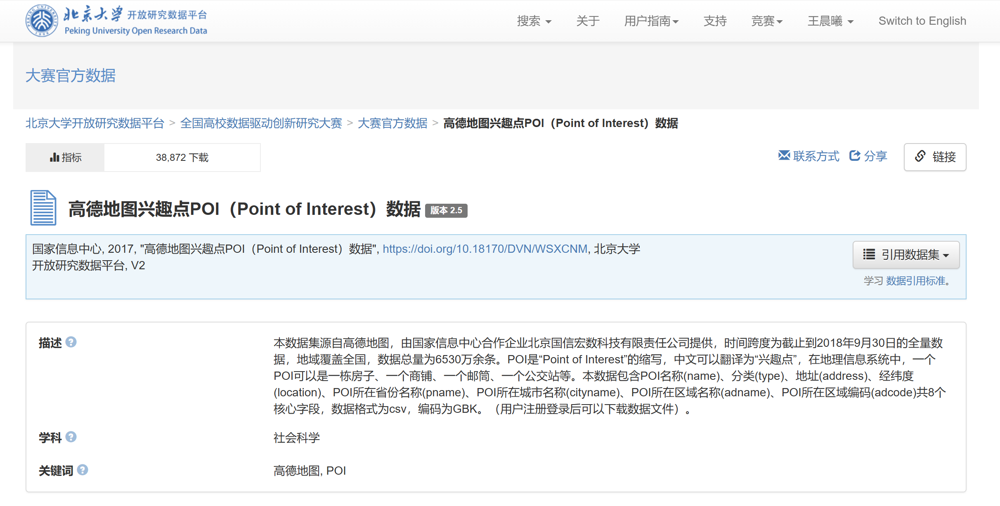 北京大学 开放研究数据平台
Peking University Open Research Data
搜索 关于 用户指南 支持 竞赛 王晨曦 Switch to English
大赛官方数据
北京大学开放研究数据平台 > 全国高校数据驱动创新研究大赛 > 大赛官方数据 > 高德地图兴趣点POI（Point of Interest）数据
指标 38,872 下载 联系方式 分享 链接
高德地图兴趣点POI（Point of Interest）数据 版本 2.5
国家信息中心, 2017, "高德地图兴趣点POI（Point of Interest）数据", https://doi.org/10.18170/DVN/WSXCNM, 北京大学
开放研究数据平台, V2
引用数据集
学习 数据引用标准。
描述
本数据集源自高德地图，由国家信息中心合作企业北京国信宏数科技有限责任公司提供，时间跨度为截止到2018年9月30日的全量数
据，地域覆盖全国，数据总量为6530万余条。POI是“Point of Interest”的缩写，中文可以翻译为“兴趣点”，在地理信息系统中，一个
POI可以是一栋房子、一个商铺、一个邮筒、一个公交站等。本数据包含POI名称(name)、分类(type)、地址(address)、经纬度
(location)、POI所在省份名称(pname)、POI所在城市名称(cityname)、POI所在区域名称(adname)、POI所在区域编码(adcode)共8个
核心字段，数据格式为csv，编码为GBK。（用户注册登录后可以下载数据文件）。
学科 社会科学
关键词 高德地图, POI